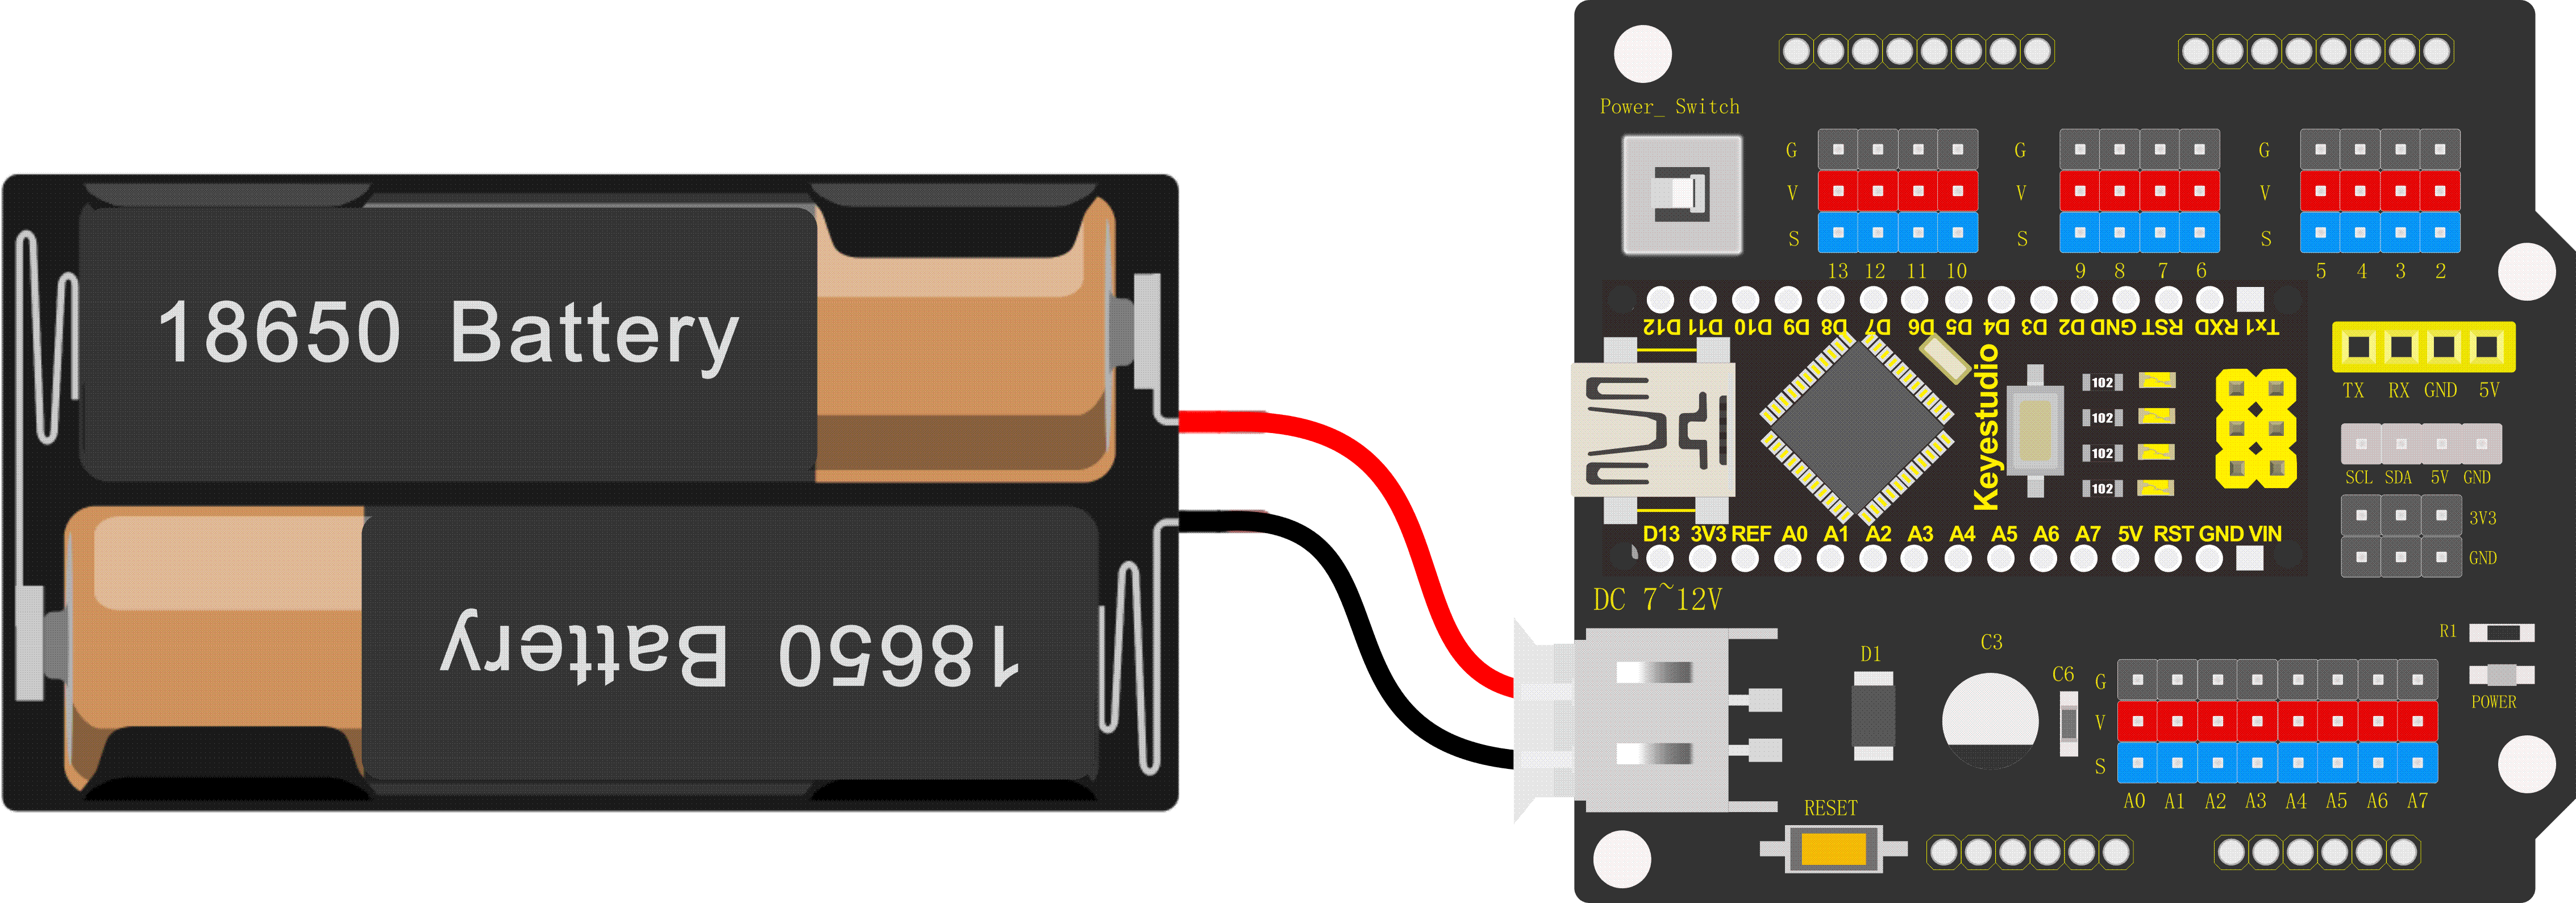 18650 Battery
18650 Battery
Power_ Switch
G
V
S
13 12 11 10
G
V
S
9 8 7 6
G
V
S
5 4 3 2
D12 D11 D10 D9 D8 D7 D6 D5 D4 D3 D2 GND RST RXD Tx1
Keyestudio
102
102
102
102
TX RX GND 5V
SCL SDA 5V GND
3V3
GND
D13 3V3 REF A0 A1 A2 A3 A4 A5 A6 A7 5V RST GND VIN
DC 7~12V
D1
C3
C6
R1
POWER
G
V
S
A0 A1 A2 A3 A4 A5 A6 A7
RESET